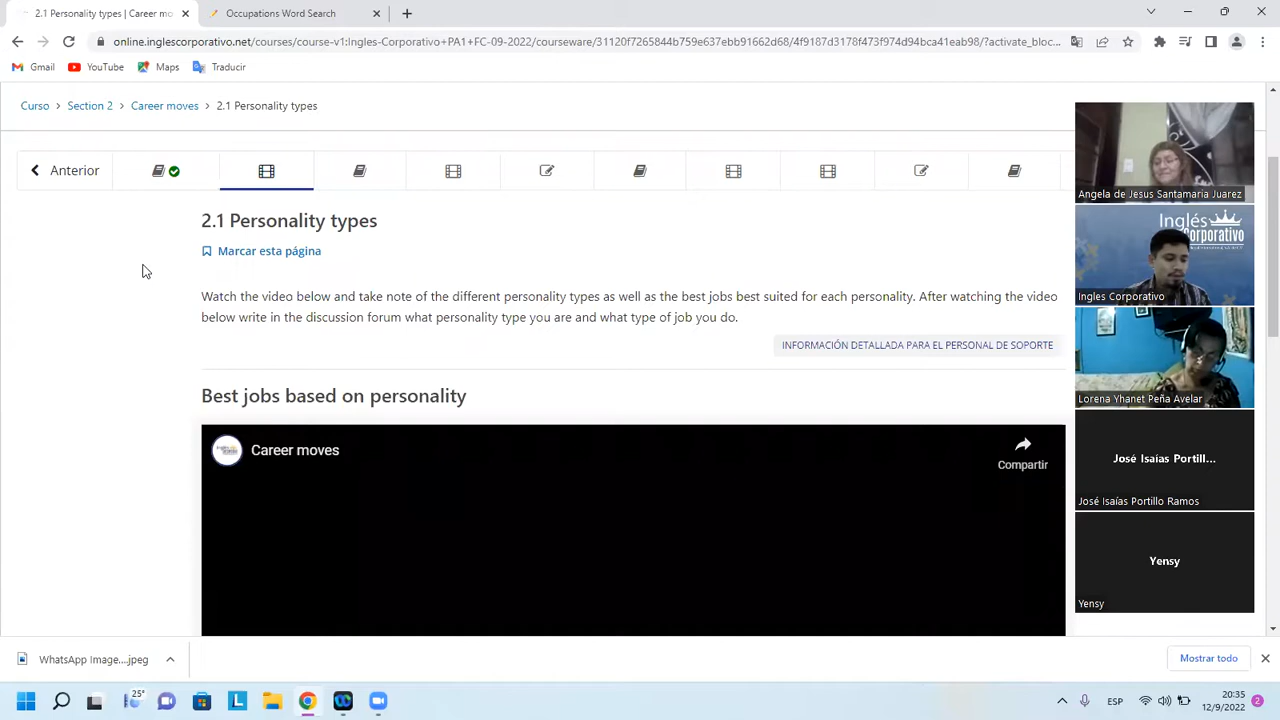 2.1 Personality types | Career mo
Occupations Word Search
online.inglescorporativo.net/courses/course-v1:Ingles-Corporativo+PA1+FC-09-2022/courseware/31120f7265844b759e637ebb91662d68/4f9187d3178f473f974d94bca41eab98/?activate_bloc...
Gmail
YouTube
Maps
Traducir
Curso > Section 2 > Career moves > 2.1 Personality types
Anterior
2.1 Personality types
Marcar esta página
Watch the video below and take notes on the different personality types as well as the best jobs best suited for each personality. After watching the video
below write in the discussion forum what personality type you are and what type of job you do.
INFORMACIÓN DETALLADA PARA EL PERSONAL DE SOPORTE
Best jobs based on personality
Career moves
Compartir
Angela de Jesus Santamaria Juarez
Inglés
Corporativo
Ingles Corporativo
Lorena Yhanet Peña Avelar
José Isaías Portill...
José Isaías Portillo Ramos
Yensy
Yensy
WhatsApp Image....jpeg
Mostrar todo
25°
ESP
20:35
12/9/2022
2